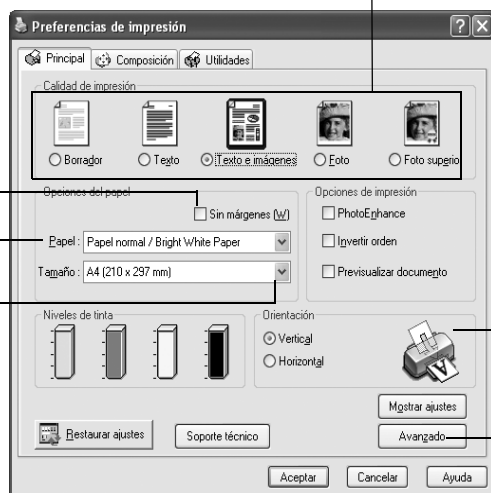 Preferencias de impresión
Principal Composición Utilidades
Calidad de impresión
Borrador Texto Texto e imágenes Foto Foto superio
Opciones del papel
Sin márgenes (W)
Papel : Papel normal / Bright White Paper
Tamaño : A4 (210 x 297 mm)
Opciones de impresión
PhotoEnhance
Invertir orden
Previsualizar documento
Niveles de tinta
Orientación
Vertical
Horizontal
Mostrar ajustes
Restaurar ajustes Soporte técnico Avanzado
Aceptar Cancelar Ayuda